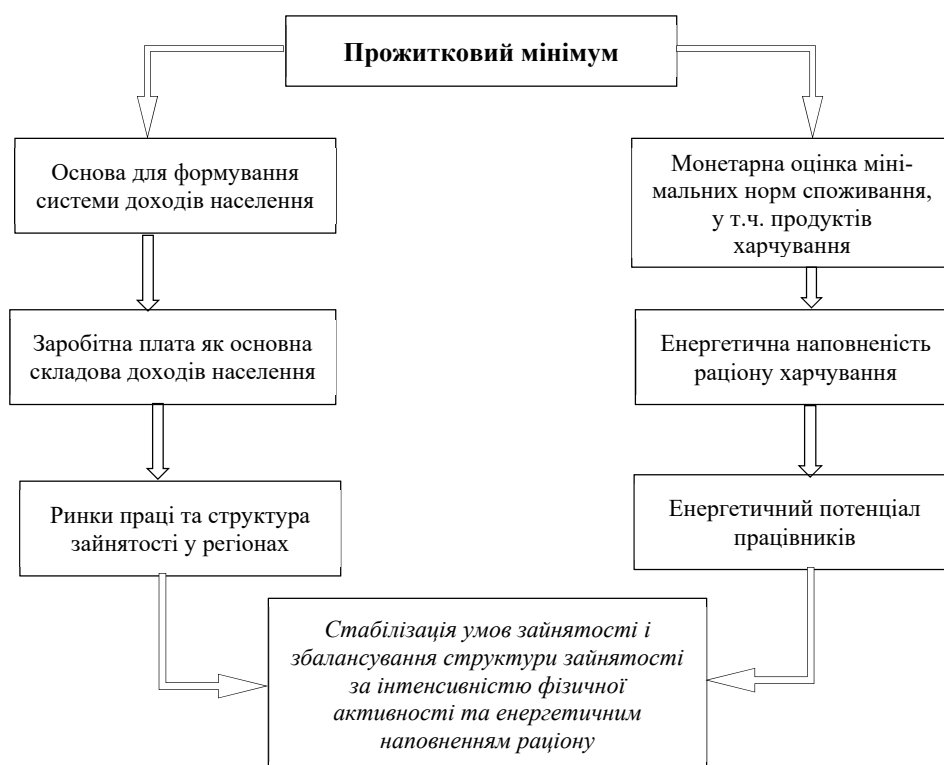 Прожитковий мінімум
Основа для формування
системи доходів населення
Монетарна оцінка міні-
мальних норм споживання,
у т.ч. продуктів
харчування
Заробітна плата як основна
складова доходів населення
Енергетична наповненість
раціону харчування
Ринки праці та структура
зайнятості у регіонах
Енергетичний потенціал
працівників
Стабілізація умов зайнятості і
збалансування структури зайнятості
за інтенсивністю фізичної
активності та енергетичним
наповненням раціону